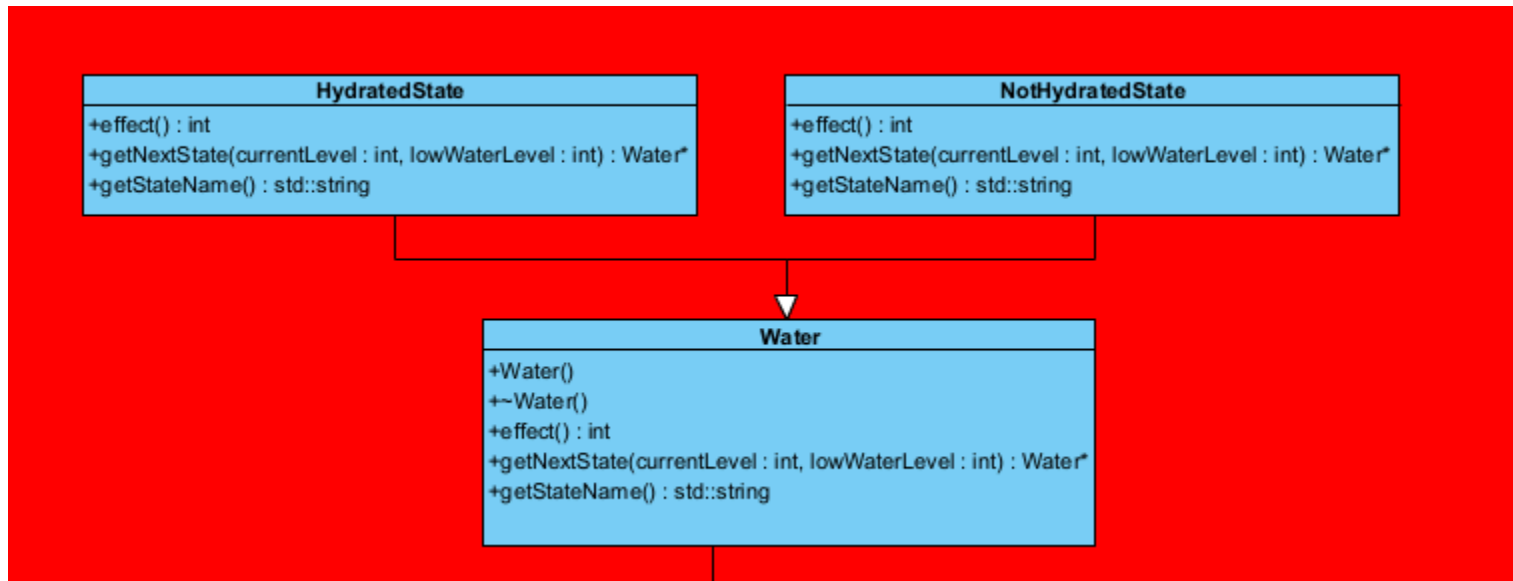 HydratedState
+effect() : int
+getNextState(currentLevel : int, lowWaterLevel : int) : Water*
+getStateName() : std::string
NotHydratedState
+effect() : int
+getNextState(currentLevel : int, lowWaterLevel : int) : Water*
+getStateName() : std::string
Water
+Water()
+~Water()
+effect() : int
+getNextState(currentLevel : int, lowWaterLevel : int) : Water*
+getStateName() : std::string